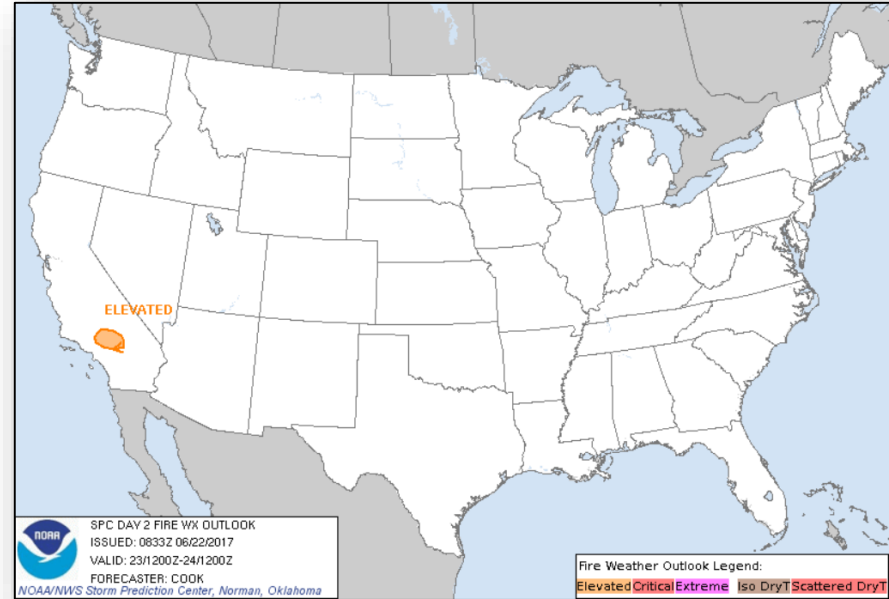 ELEVATED
NOAA
SPC DAY 2 FIRE WX OUTLOOK
ISSUED: 0833Z 06/22/2017
VALID: 23/1200Z-24/1200Z
FORECASTER: COOK
NOAA/NWS Storm Prediction Center, Norman, Oklahoma
Fire Weather Outlook Legend:
Elevated Critical Extreme Iso DryT Scattered DryT